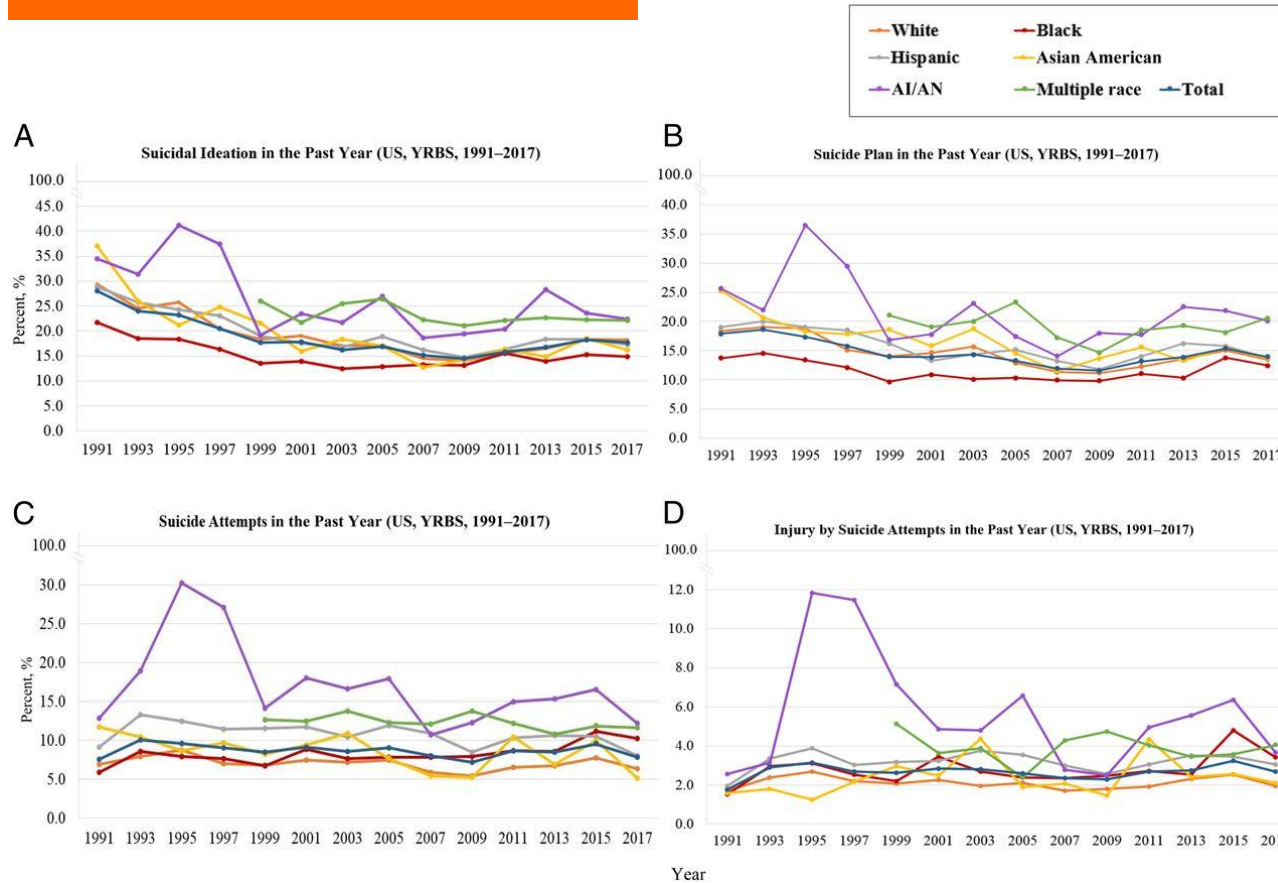 White Black
Hispanic Asian American
AI/AN Multiple race Total
A
Suicidal Ideation in the Past Year (US, YRBS, 1991–2017)
100.0
45.0
40.0
35.0
30.0
25.0
20.0
15.0
10.0
5.0
0.0
Percent, %
1991 1993 1995 1997 1999 2001 2003 2005 2007 2009 2011 2013 2015 2017
B
Suicide Plan in the Past Year (US, YRBS, 1991–2017)
100.0
40.0
35.0
30.0
25.0
20.0
15.0
10.0
5.0
0.0
1991 1993 1995 1997 1999 2001 2003 2005 2007 2009 2011 2013 2015 2017
C
Suicide Attempts in the Past Year (US, YRBS, 1991–2017)
100.0
30.0
25.0
20.0
15.0
10.0
5.0
0.0
Percent, %
1991 1993 1995 1997 1999 2001 2003 2005 2007 2009 2011 2013 2015 2017
D
Injury by Suicide Attempts in the Past Year (US, YRBS, 1991–2017)
100.0
12.0
10.0
8.0
6.0
4.0
2.0
0.0
1991 1993 1995 1997 1999 2001 2003 2005 2007 2009 2011 2013 2015 201
Year